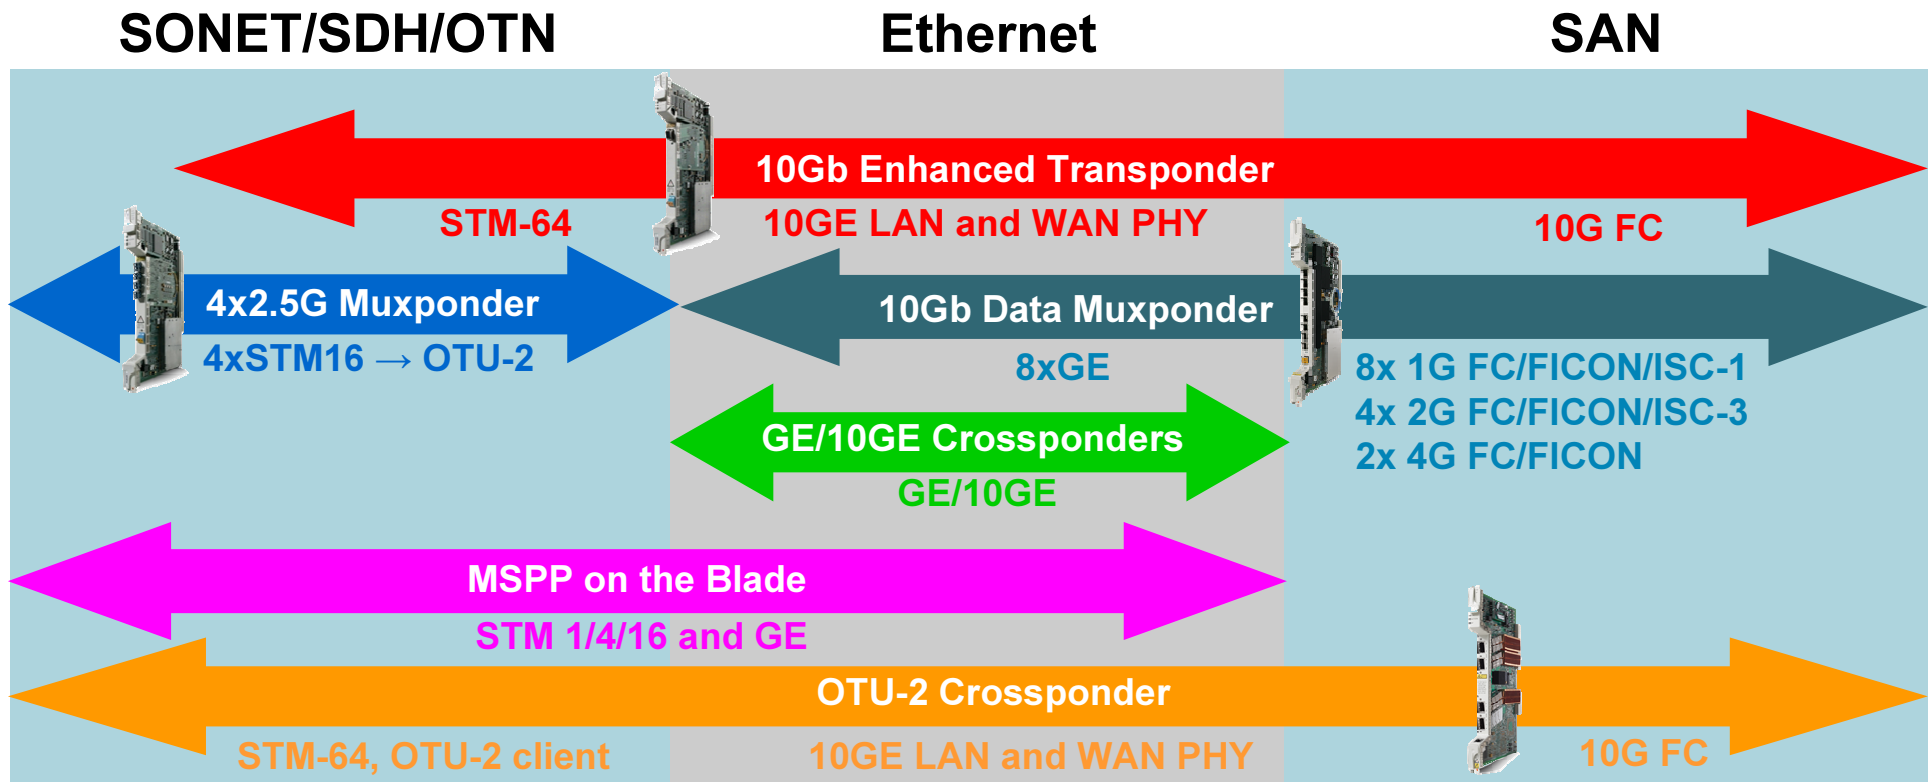 SONET/SDH/OTN
Ethernet
SAN
10Gb Enhanced Transponder
STM-64
10GE LAN and WAN PHY
10G FC
4x2.5G Muxponder
4xSTM16 → OTU-2
10Gb Data Muxponder
8xGE
8x 1G FC/FICON/ISC-1
4x 2G FC/FICON/ISC-3
2x 4G FC/FICON
GE/10GE Crossponders
GE/10GE
MSPP on the Blade
STM 1/4/16 and GE
OTU-2 Crossponder
STM-64, OTU-2 client
10GE LAN and WAN PHY
10G FC